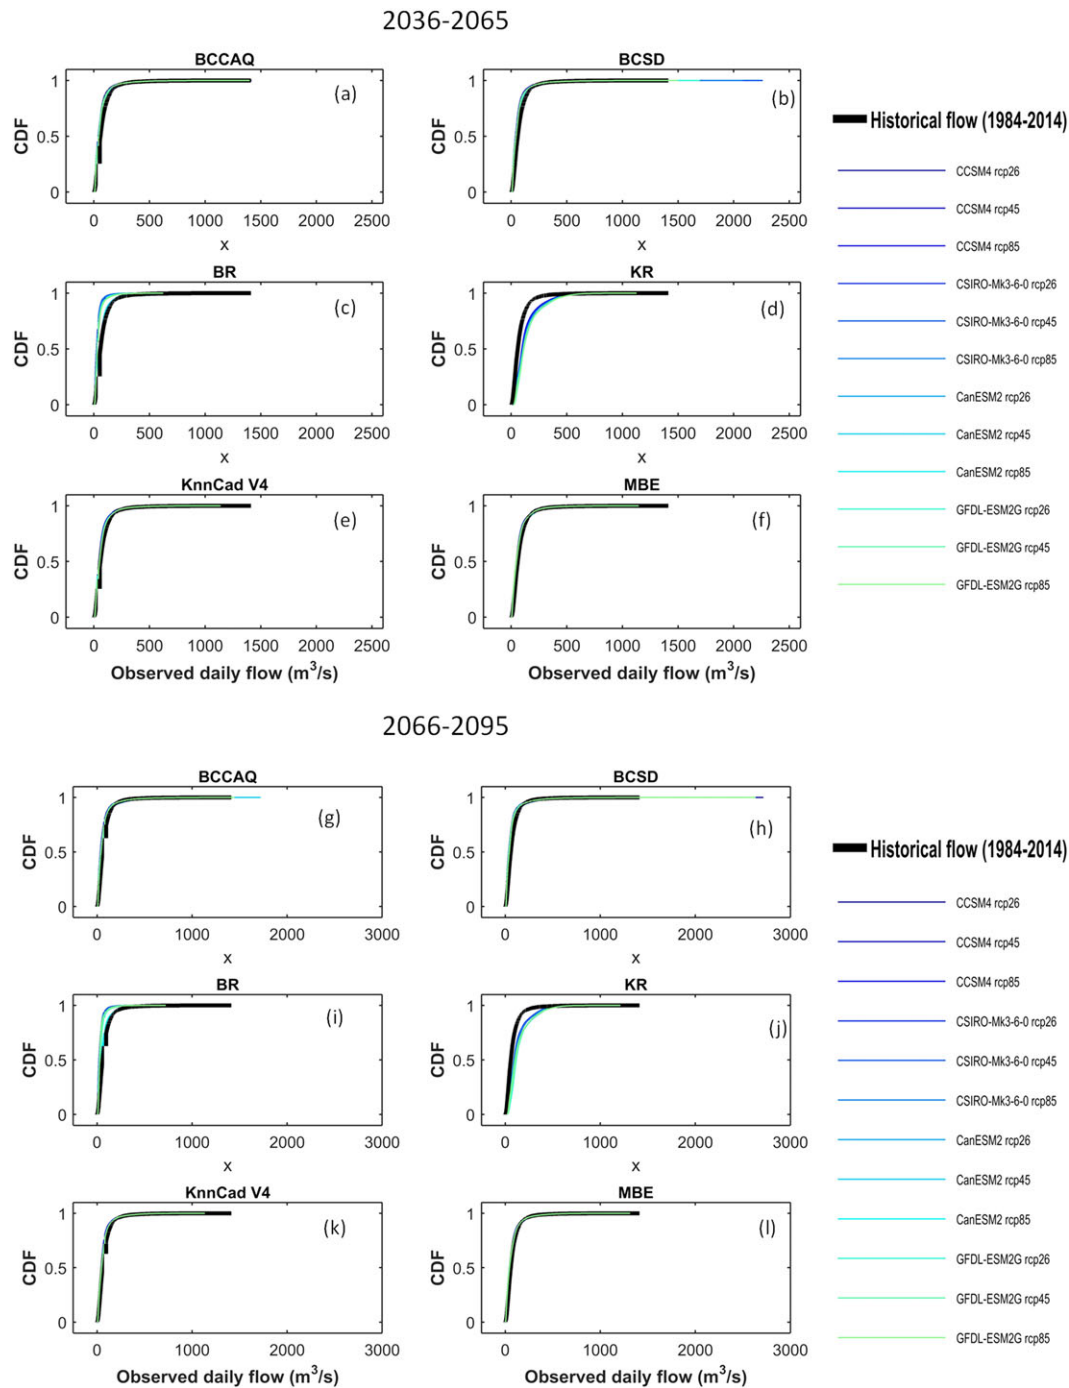 2036-2065
BCCAQ
BCSD
CDF
1
0.5
0
(a)
0 500 1000 1500 2000 2500
x
CDF
1
0.5
0
(b)
0 500 1000 1500 2000 2500
x
BR
KR
CDF
1
0.5
0
(c)
0 500 1000 1500 2000 2500
x
CDF
1
0.5
0
(d)
0 500 1000 1500 2000 2500
x
KnnCad V4
MBE
CDF
1
0.5
0
(e)
0 500 1000 1500 2000 2500
Observed daily flow (m³/s)
CDF
1
0.5
0
(f)
0 500 1000 1500 2000 2500
Observed daily flow (m³/s)
Historical flow (1984-2014)
CCSM4 rcp26
CCSM4 rcp45
CCSM4 rcp85
CSIRO-Mk3-6-0 rcp26
CSIRO-Mk3-6-0 rcp45
CSIRO-Mk3-6-0 rcp85
CanESM2 rcp26
CanESM2 rcp45
CanESM2 rcp85
GFDL-ESM2G rcp26
GFDL-ESM2G rcp45
GFDL-ESM2G rcp85
2066-2095
BCCAQ
BCSD
CDF
1
0.5
0
(g)
0 1000 2000 3000
x
CDF
1
0.5
0
(h)
0 1000 2000 3000
x
BR
KR
CDF
1
0.5
0
(i)
0 1000 2000 3000
x
CDF
1
0.5
0
(j)
0 1000 2000 3000
x
KnnCad V4
MBE
CDF
1
0.5
0
(k)
0 1000 2000 3000
Observed daily flow (m³/s)
CDF
1
0.5
0
(l)
0 1000 2000 3000
Observed daily flow (m³/s)
Historical flow (1984-2014)
CCSM4 rcp26
CCSM4 rcp45
CCSM4 rcp85
CSIRO-Mk3-6-0 rcp26
CSIRO-Mk3-6-0 rcp45
CSIRO-Mk3-6-0 rcp85
CanESM2 rcp26
CanESM2 rcp45
CanESM2 rcp85
GFDL-ESM2G rcp26
GFDL-ESM2G rcp45
GFDL-ESM2G rcp85